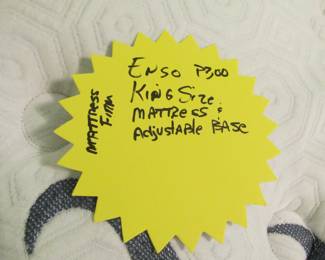 Enso P300
King Size
Mattress &
Adjustable Base
Mattress
Firm